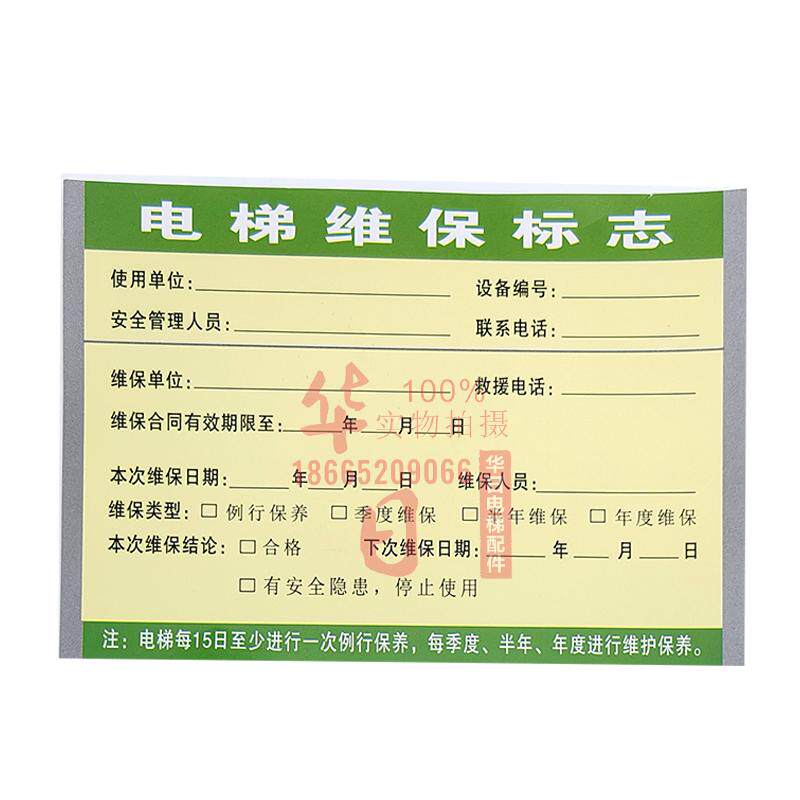 电梯维保标志
使用单位: 设备编号:
安全管理人员: 联系电话:
维保单位: 救援电话:
维保合同有效期限至: 年 月 日
本次维保日期: 年 月 日 维保人员:
维保类型: □ 例行保养 □ 季度维保 □ 半年维保 □ 年度维保
本次维保结论: □ 合格 下次维保日期: 年 月 日
□ 有安全隐患，停止使用
注：电梯每15日至少进行一次例行保养，每季度、半年、年度进行维护保养。
华日
100%
实物拍摄
18665209066
华日电梯配件